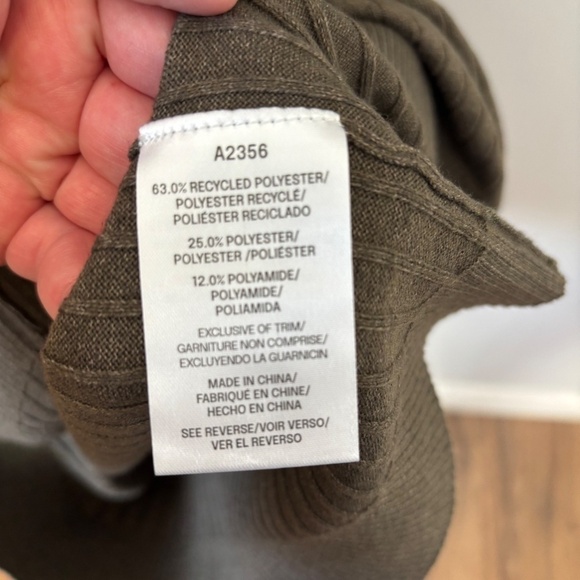 A2356
63.0% RECYCLED POLYESTER/
POLYESTER RECYCLÉ/
POLIÉSTER RECICLADO
25.0% POLYESTER/
POLYESTER /POLIÉSTER
12.0% POLYAMIDE/
POLYAMIDE/
POLIAMIDA
EXCLUSIVE OF TRIM/
GARNITURE NON COMPRISE/
EXCLUYENDO LA GUARNICIN
MADE IN CHINA/
FABRIQUÉ EN CHINE/
HECHO EN CHINA
SEE REVERSE/VOIR VERSO/
VER EL REVERSO